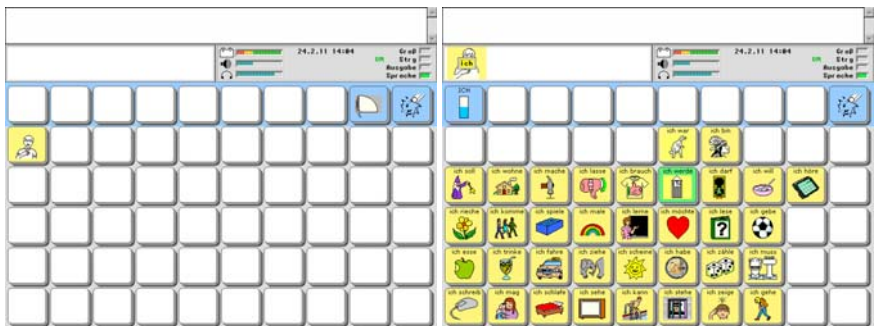 24.2.11 14:04
Groß
Strg
Ausgabe
Sprache
24.2.11 14:04
Groß
Strg
Ausgabe
Sprache
ich
ICH
ich war ich bin
ich soll ich wohne ich mache ich lasse ich brauch ich werde ich darf ich will ich höre
ich rieche ich komme ich spiele ich male ich lerne ich möchte ich lese ich gebe
ich esse ich trinke ich fahre ich ziehe ich scheine ich habe ich zähle ich muss
ich schreib ich mag ich schlafe ich sehe ich kann ich stehe ich zeige ich gehe